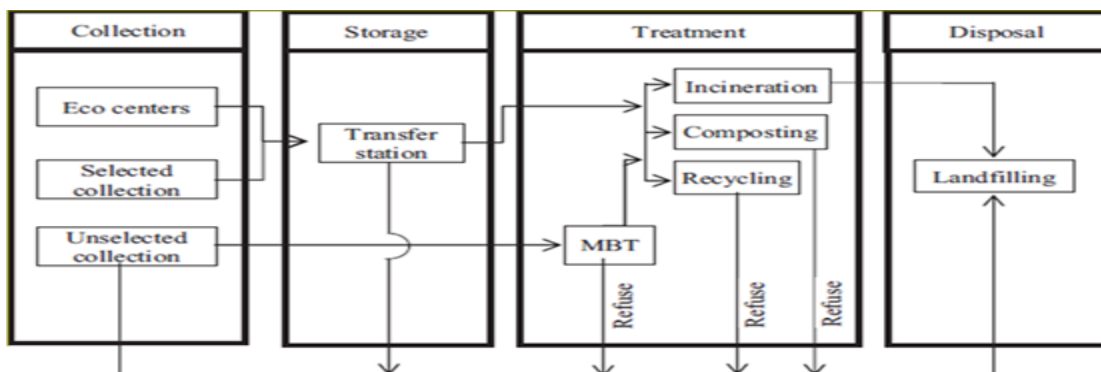 Collection
Storage
Treatment
Disposal
Eco centers
Selected
collection
Unselected
collection
Transfer
station
Incineration
Composting
Recycling
MBT
Landfilling
Refuse
Refuse
Refuse